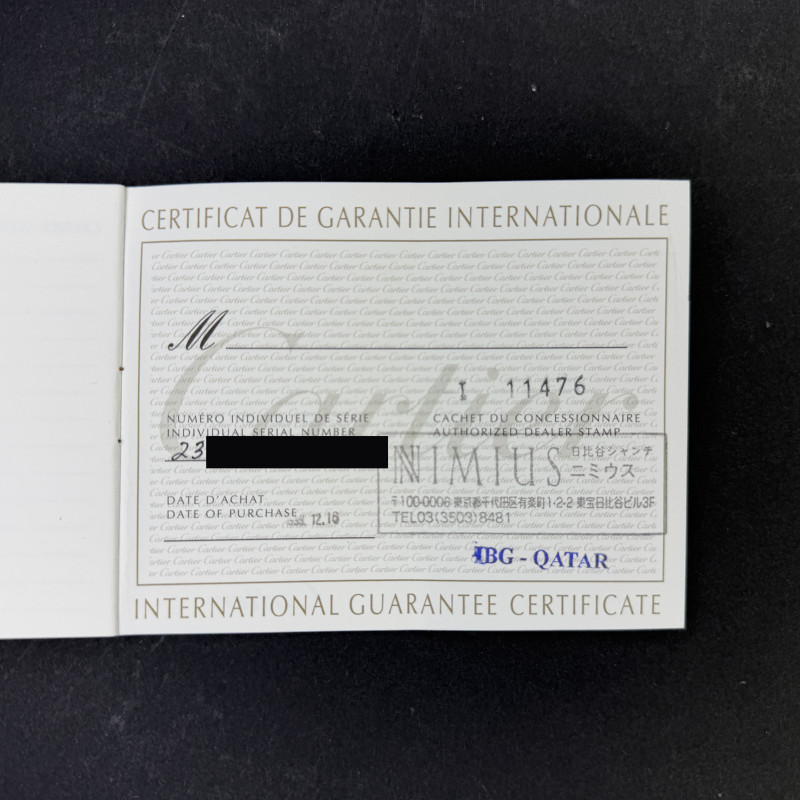 CERTIFICAT DE GARANTIE INTERNATIONALE
M
Cartier
I 11476
NUMÉRO INDIVIDUEL DE SÉRIE
INDIVIDUAL SERIAL NUMBER
23
CACHET DU CONCESSIONNAIRE
AUTHORIZED DEALER STAMP
NIMIUS 日比谷シャンテ
ニミウス
〒100-0006 東京都千代田区有楽町1-2-2 東宝日比谷ビル3F
TEL03(3503)8481
DATE D'ACHAT
DATE OF PURCHASE
12.16
BG - QATAR
INTERNATIONAL GUARANTEE CERTIFICATE